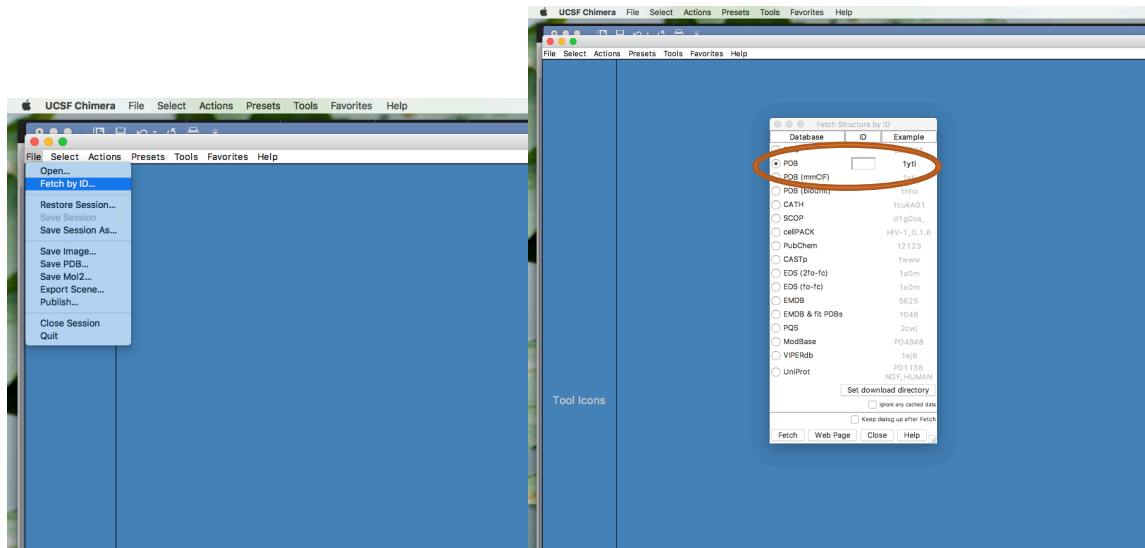 UCSF Chimera File Select Actions Presets Tools Favorites Help
File Select Actions Presets Tools Favorites Help
Open...
Fetch by ID...
Restore Session...
Save Session
Save Session As...
Save Image...
Save PDB...
Save Mol2...
Export Scene...
Publish...
Close Session
Quit
UCSF Chimera File Select Actions Presets Tools Favorites Help
File Select Actions Presets Tools Favorites Help
Tool Icons
Fetch Structure by ID
Database ID Example
PDB 1yti
PDB (mmCIF)
PDB (biounit) 1hho
CATH 1cukA01
SCOP d1g0sa_
cellPACK HIV-1_0.1.6
PubChem 12123
CASTp 1www
EDS (2fo-fc) 1a0m
EDS (fo-fc) 1a0m
EMDB 5625
EMDB & fit PDBs 1048
PQS 2cwj
ModBase P04848
VIPERdb 1ej6
UniProt P01138
NGF_HUMAN
Set download directory
Ignore any cached data
Keep dialog up after Fetch
Fetch Web Page Close Help